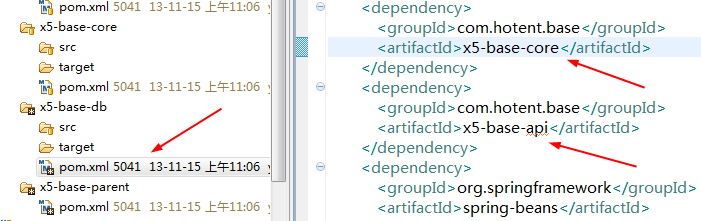 pom.xml 5041 13-11-15 上午11:06
x5-base-core
src
target
pom.xml 5041 13-11-15 上午11:06
x5-base-db
src
target
pom.xml 5041 13-11-15 上午11:06
x5-base-parent
pom.xml 5041 13-11-15 上午11:06
<dependency>
<groupId>com.hotent.base</groupId>
<artifactId>x5-base-core</artifactId>
</dependency>
<dependency>
<groupId>com.hotent.base</groupId>
<artifactId>x5-base-api</artifactId>
</dependency>
<dependency>
<groupId>org.springframework</groupId>
<artifactId>spring-beans</artifactId>